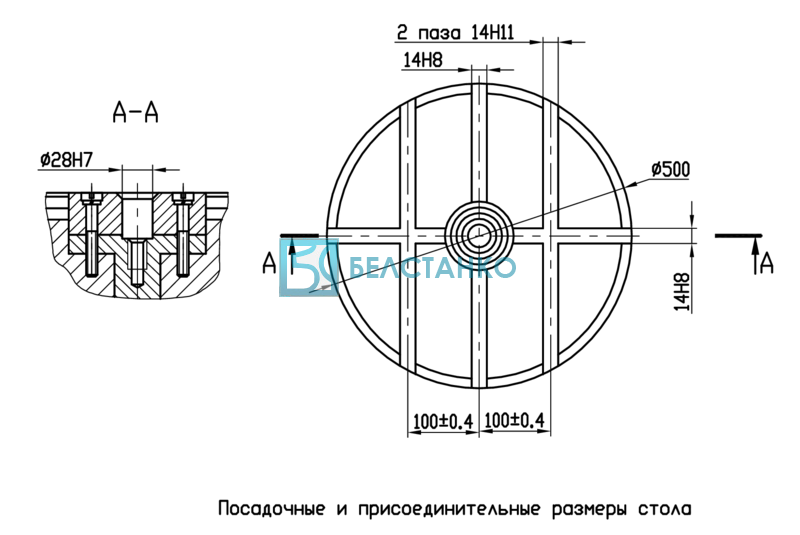 2 паза 14H11
14H8
А-А
Ø28H7
Ø500
А
БЕЛСТАНКО
А
14H8
100±0.4
100±0.4
Посадочные и присоединительные размеры стола